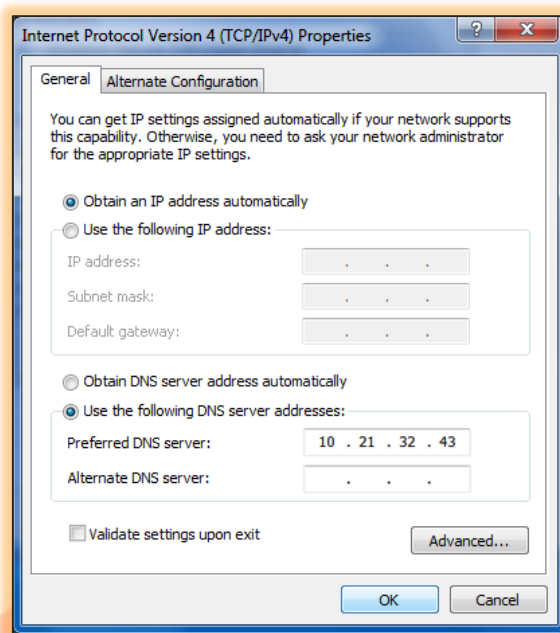 Internet Protocol Version 4 (TCP/IPv4) Properties
General
Alternate Configuration
You can get IP settings assigned automatically if your network supports
this capability. Otherwise, you need to ask your network administrator
for the appropriate IP settings.
Obtain an IP address automatically
Use the following IP address:
IP address: . . .
Subnet mask: . . .
Default gateway: . . .
Obtain DNS server address automatically
Use the following DNS server addresses:
Preferred DNS server: 10 . 21 . 32 . 43
Alternate DNS server: . . .
Validate settings upon exit
Advanced...
OK
Cancel